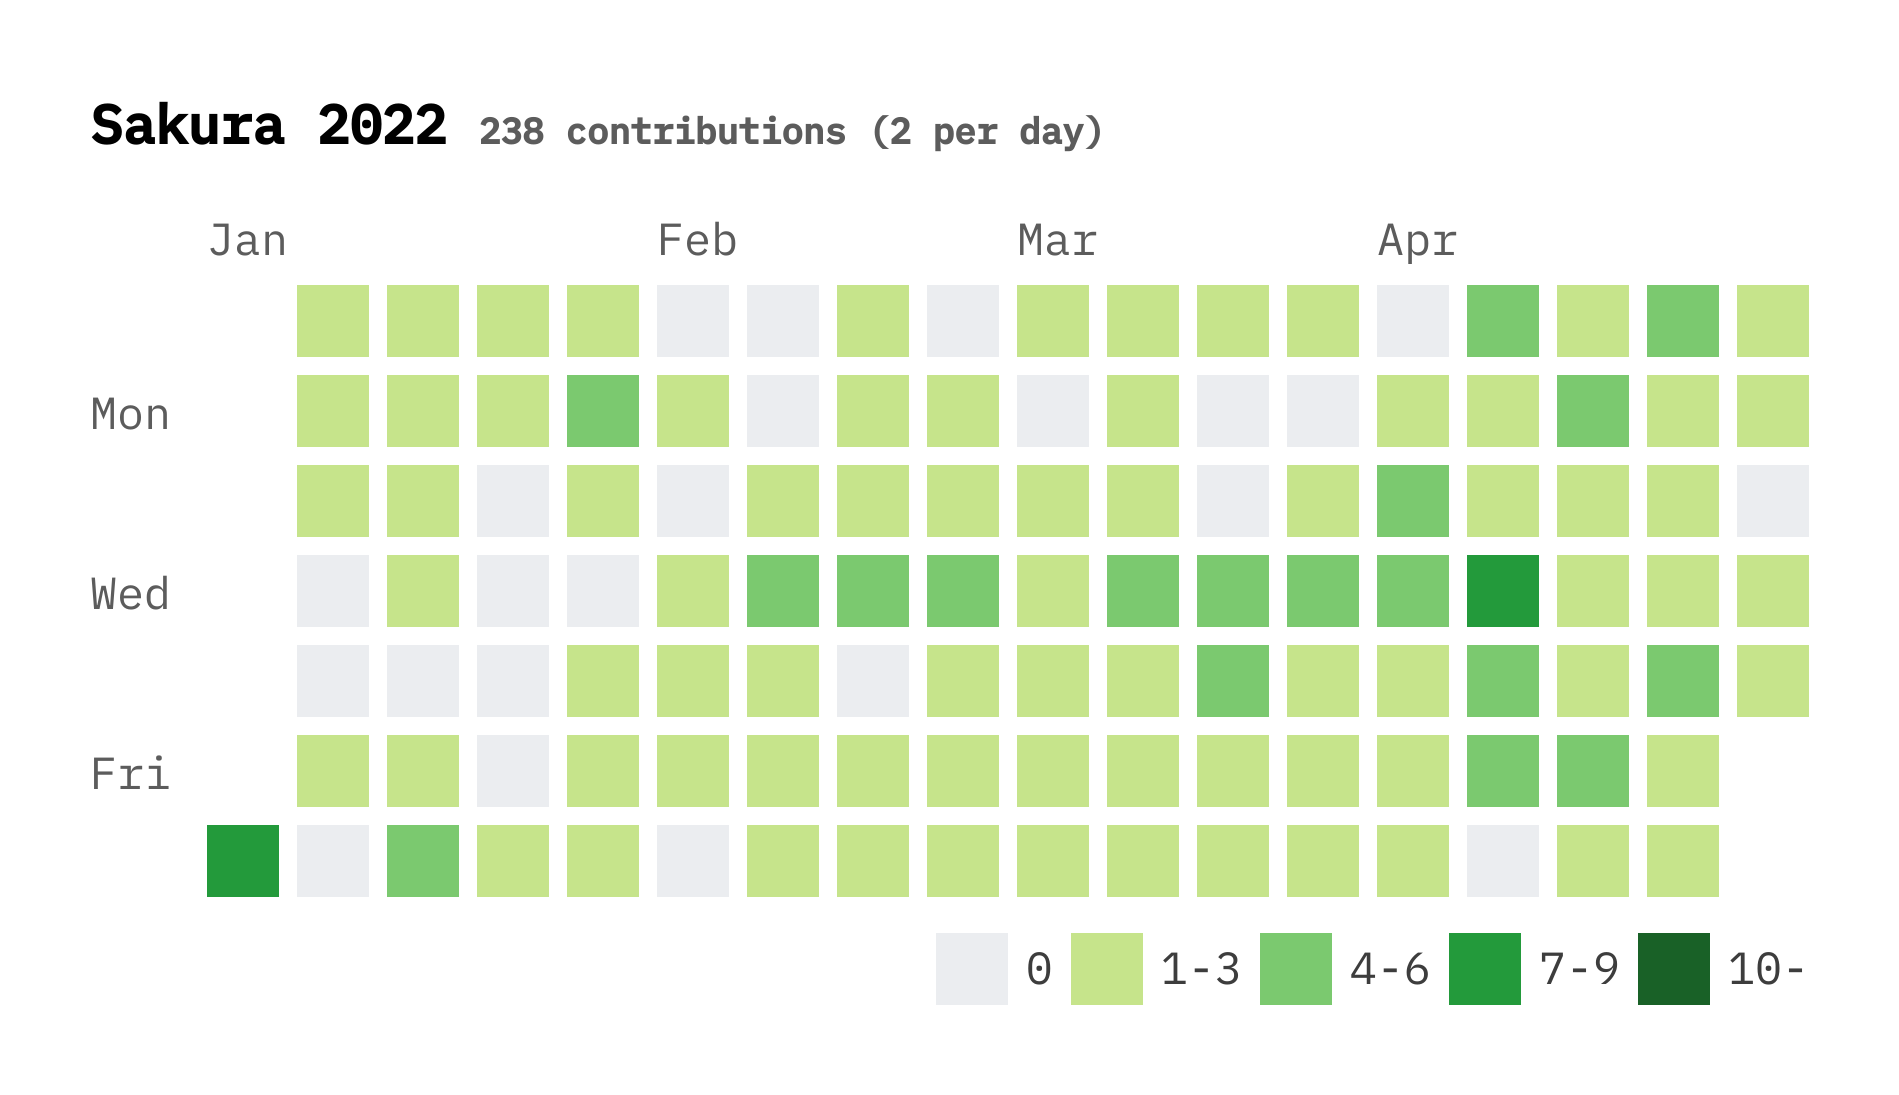 Sakura 2022 238 contributions (2 per day)
Jan Feb Mar Apr
Mon
Wed
Fri
0 1-3 4-6 7-9 10-